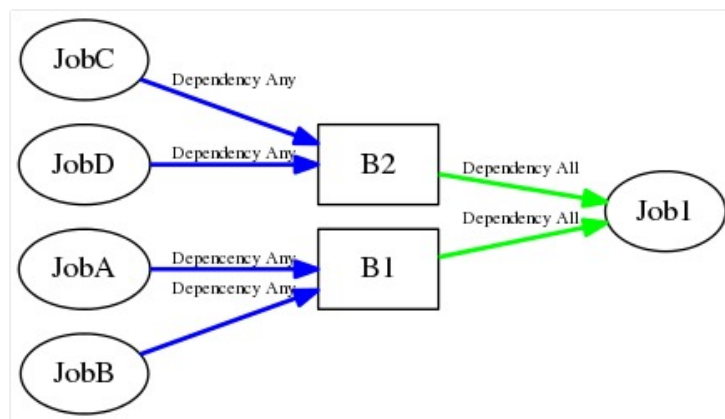 JobC
Dependency Any
JobD
Dependency Any
B2
Dependency All
Job1
Dependency All
JobA
Depencency Any
B1
Depencency Any
JobB